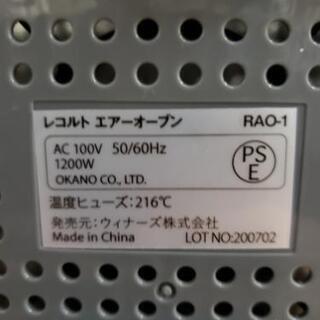 レコルト エアーオーブン RAO-1
AC 100V 50/60Hz
1200W
OKANO CO., LTD.
PS
E
温度ヒューズ：216℃
発売元：ウィナーズ株式会社
Made in China LOT NO:200702